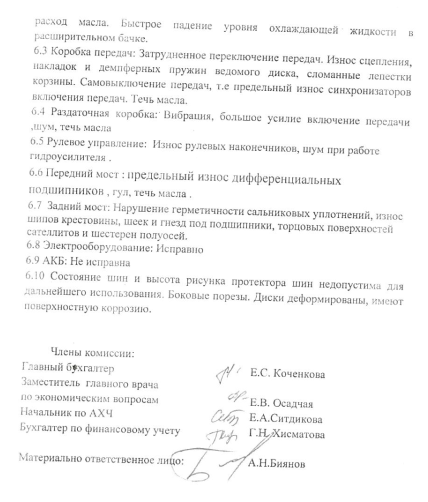 расход масла. Быстрое падение уровня охлаждающей жидкости в
расширительном бачке.
6.3 Коробка передач: Затрудненное переключение передач. Износ сцепления,
накладок и демпферных пружин ведомого диска, сломанные лепестки
корзины. Самовыключение передач, т.е предельный износ синхронизаторов
включения передач. Течь масла.
6.4 Раздаточная коробка: Вибрация, большое усилие включение передачи
,шум, течь масла
6.5 Рулевое управление: Износ рулевых наконечников, шум при работе
гидроусилителя .
6.6 Передний мост : предельный износ дифференциальных
подшипников , гул, течь масла .
6.7 Задний мост: Нарушение герметичности сальниковых уплотнений, износ
шипов крестовины, шеек и гнезд под подшипники, торцовых поверхностей
сателлитов и шестерен полуосей.
6.8 Электрооборудование: Исправно
6.9 АКБ: Не исправна
6.10 Состояние шин и высота рисунка протектора шин недопустима для
дальнейшего использования. Боковые порезы. Диски деформированы, имеют
поверхностную коррозию.
Члены комиссии:
Главный бухгалтер Е.С. Коченкова
Заместитель главного врача
по экономическим вопросам Е.В. Осадчая
Начальник по АХЧ Е.А.Ситдикова
Бухгалтер по финансовому учету Г.Н. Хисматова
Материально ответственное лицо: А.Н.Биянов